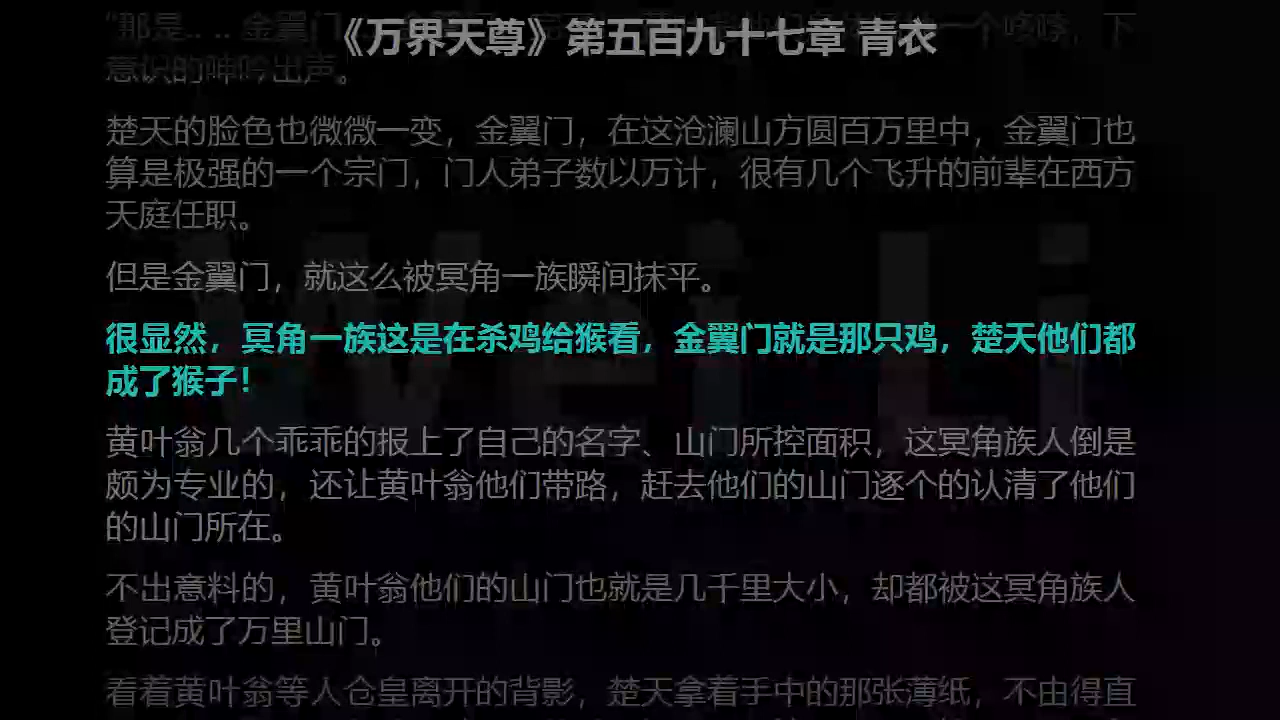 《万界天尊》第五百九十七章 青衣
“那是.. .. 金翼门
一个哆嗦，下
意识的呻吟出声。
楚天的脸色也微微一变，金翼门，在这沧澜山方圆百万里中，金翼门也
算是极强的一个宗门，门人弟子数以万计，很有几个飞升的前辈在西方
天庭任职。
但是金翼门，就这么被冥角一族瞬间抹平。
很显然，冥角一族这是在杀鸡给猴看，金翼门就是那只鸡，楚天他们都
成了猴子！
黄叶翁几个乖乖的报上了自己的名字、山门所控面积，这冥角族人倒是
颇为专业的，还让黄叶翁他们带路，赶去他们的山门逐个的认清了他们
的山门所在。
不出意料的，黄叶翁他们的山门也就是几千里大小，却都被这冥角族人
登记成了万里山门。
看着黄叶翁等人仓皇离开的背影，楚天拿着手中的那张薄纸，不由得直
Wei Li